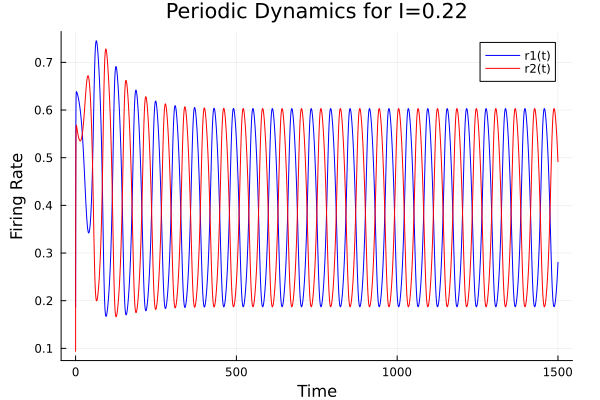 Periodic Dynamics for I=0.22
r1(t)
r2(t)
Firing Rate
0.7
0.6
0.5
0.4
0.3
0.2
0.1
0
500
1000
1500
Time